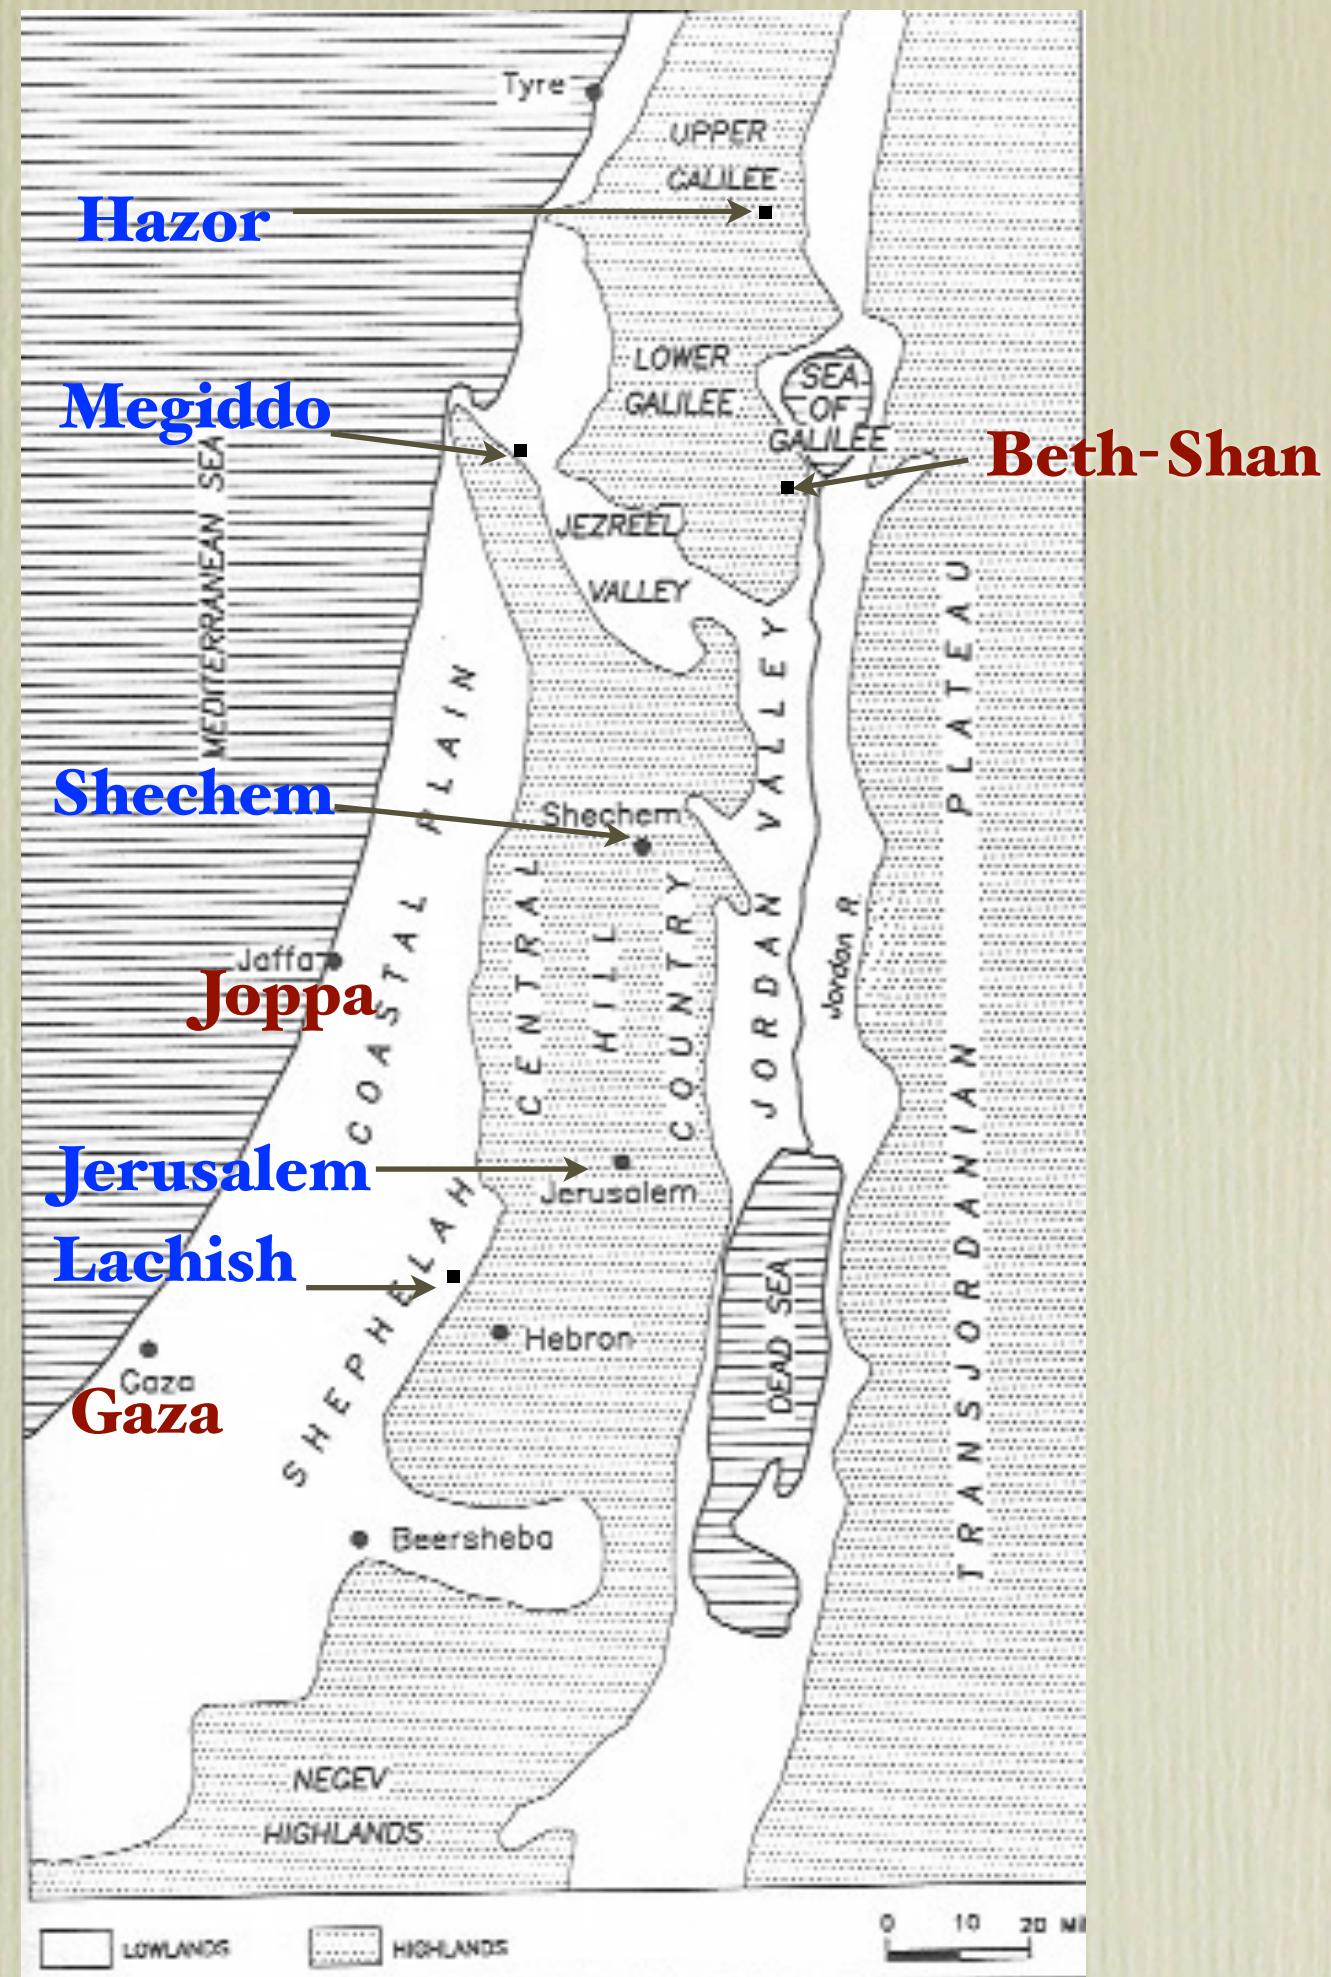 Tyre
UPPER
GALILEE
Hazor
LOWER
GALILEE
SEA
OF
GALILEE
Megiddo
Beth-Shan
MEDITERRANEAN SEA
JEZREEL
VALLEY
Shechem
Shechem
COASTAL PLAIN
CENTRAL
HILL
COUNTRY
JORDAN VALLEY
Jordan R.
TRANSJORDANIAN PLATEAU
Jaffa
Joppa
Jerusalem
Jerusalem
Lachish
SHEPHELAH
DEAD SEA
Hebron
Gaza
Gaza
Beersheba
NEGEV
HIGHLANDS
LOWLANDS
HIGHLANDS
0 10 20 Mi